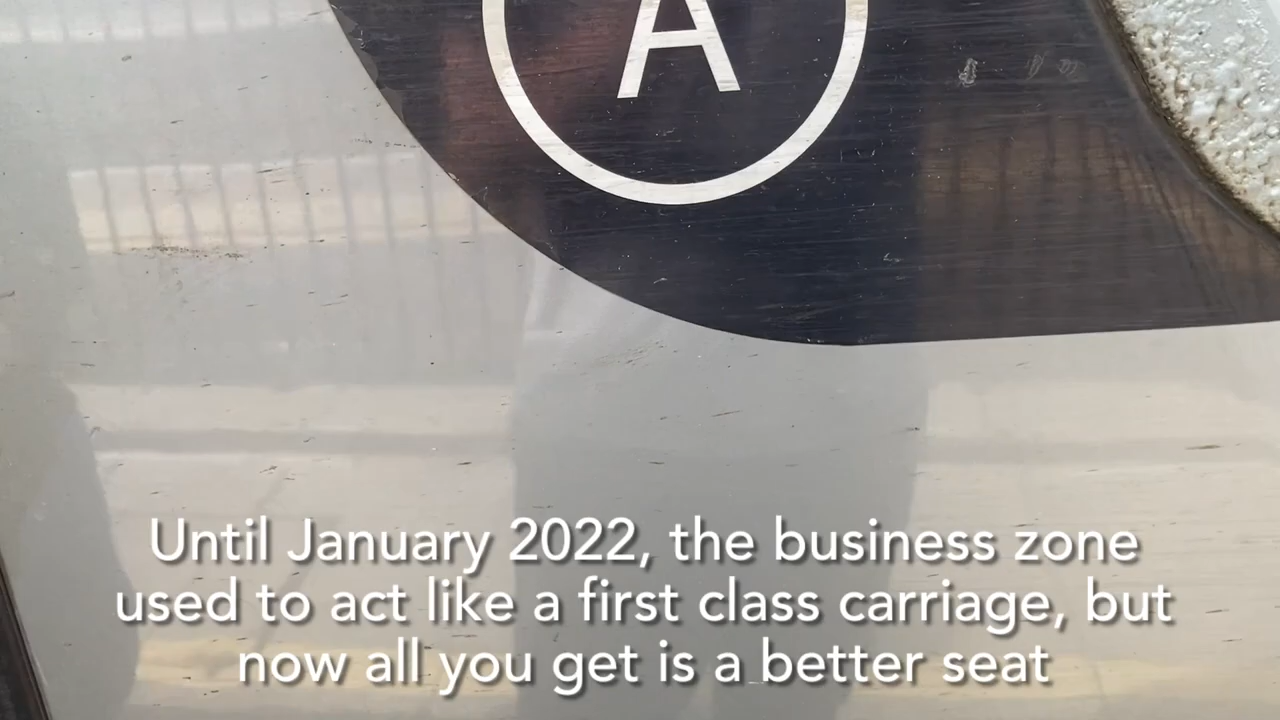 A
Until January 2022, the business zone
used to act like a first class carriage, but
now all you get is a better seat